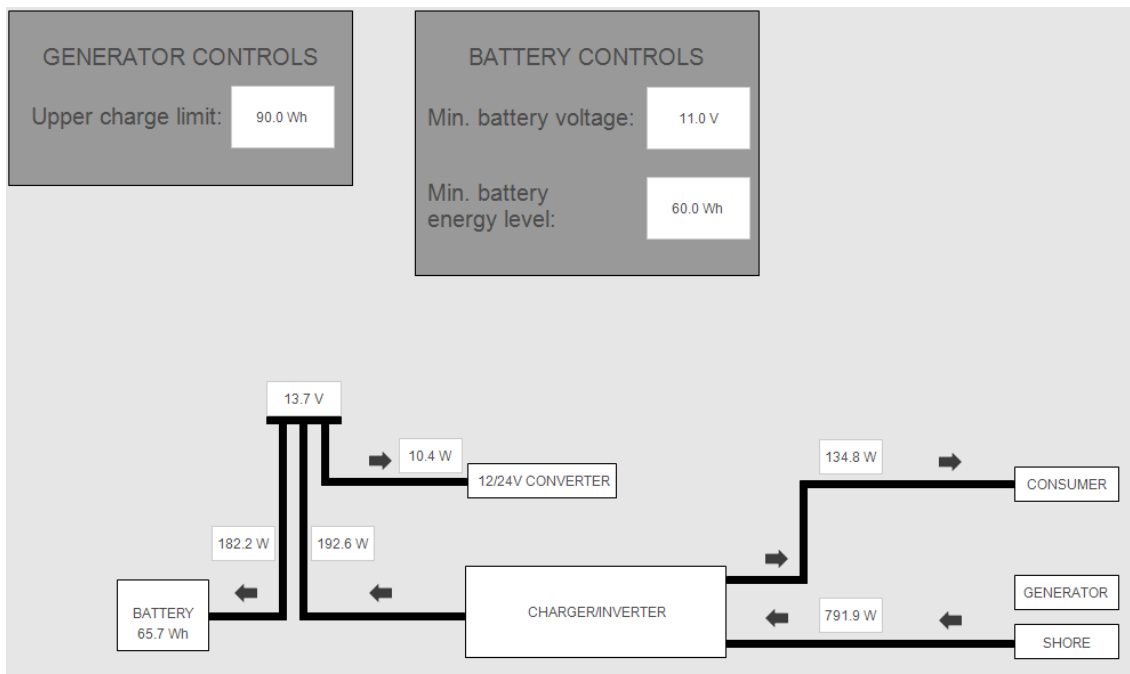 GENERATOR CONTROLS
Upper charge limit:
90.0 Wh
BATTERY CONTROLS
Min. battery voltage:
11.0 V
Min. battery
energy level:
60.0 Wh
13.7 V
10.4 W
12/24V CONVERTER
134.8 W
CONSUMER
182.2 W
192.6 W
BATTERY
65.7 Wh
CHARGER/INVERTER
GENERATOR
791.9 W
SHORE